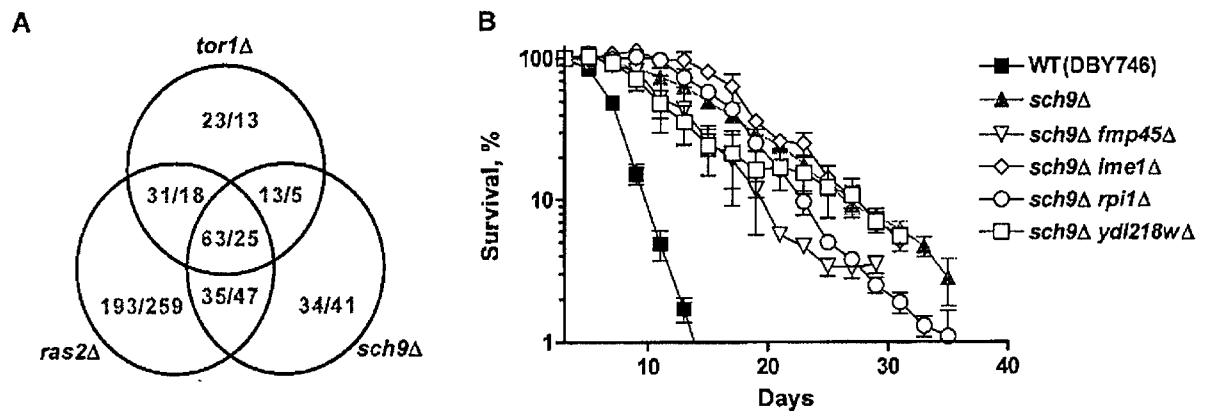 A
tor1Δ
23/13
31/18
13/5
63/25
193/259
35/47
34/41
ras2Δ
sch9Δ
B
Survival, %
100
10
1
10
20
30
40
Days
WT(DBY746)
sch9Δ
sch9Δ fmp45Δ
sch9Δ ime1Δ
sch9Δ rpi1Δ
sch9Δ ydl218wΔ